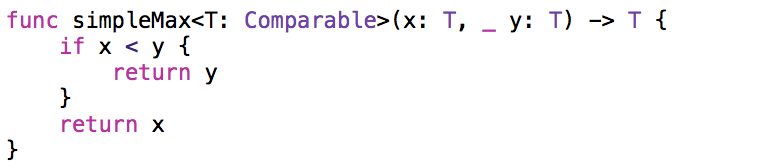 func simpleMax<T: Comparable>(x: T, _ y: T) -> T {
    if x < y {
        return y
    }
    return x
}